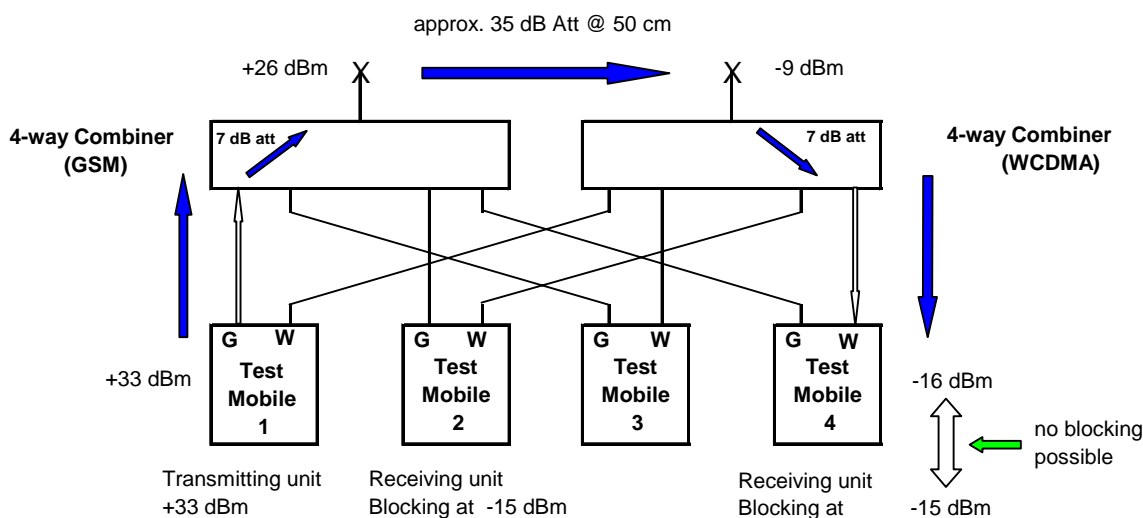 approx. 35 dB Att @ 50 cm
+26 dBm
X
X
-9 dBm
4-way Combiner
(GSM)
7 dB att
7 dB att
4-way Combiner
(WCDMA)
G W
Test
Mobile
1
G W
Test
Mobile
2
G W
Test
Mobile
3
G W
Test
Mobile
4
+33 dBm
-16 dBm
no blocking
possible
Transmitting unit
+33 dBm
Receiving unit
Blocking at -15 dBm
Receiving unit
Blocking at
-15 dBm